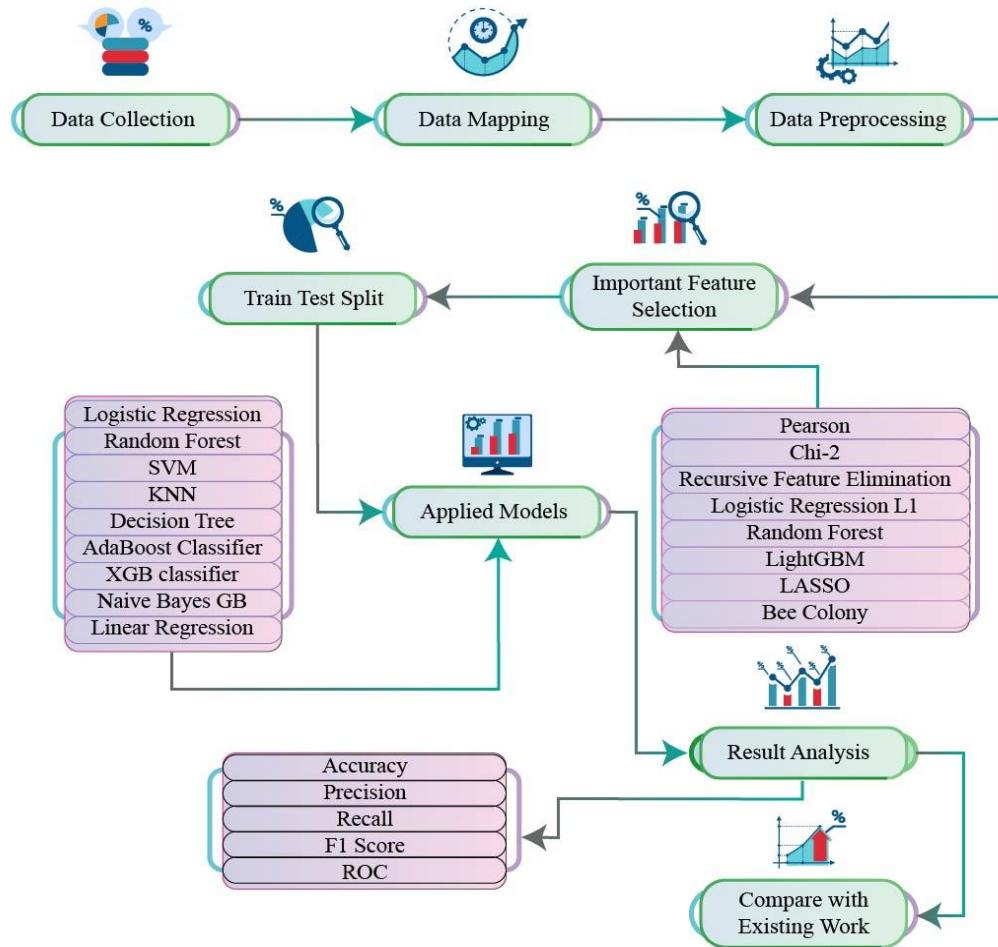 %
Data Collection
Data Mapping
Data Preprocessing
%
%
Train Test Split
Important Feature
Selection
Logistic Regression
Random Forest
SVM
KNN
Decision Tree
AdaBoost Classifier
XGB classifier
Naive Bayes GB
Linear Regression
Applied Models
Pearson
Chi-2
Recursive Feature Elimination
Logistic Regression L1
Random Forest
LightGBM
LASSO
Bee Colony
%
%
%
%
%
Result Analysis
Accuracy
Precision
Recall
F1 Score
ROC
%
Compare with
Existing Work